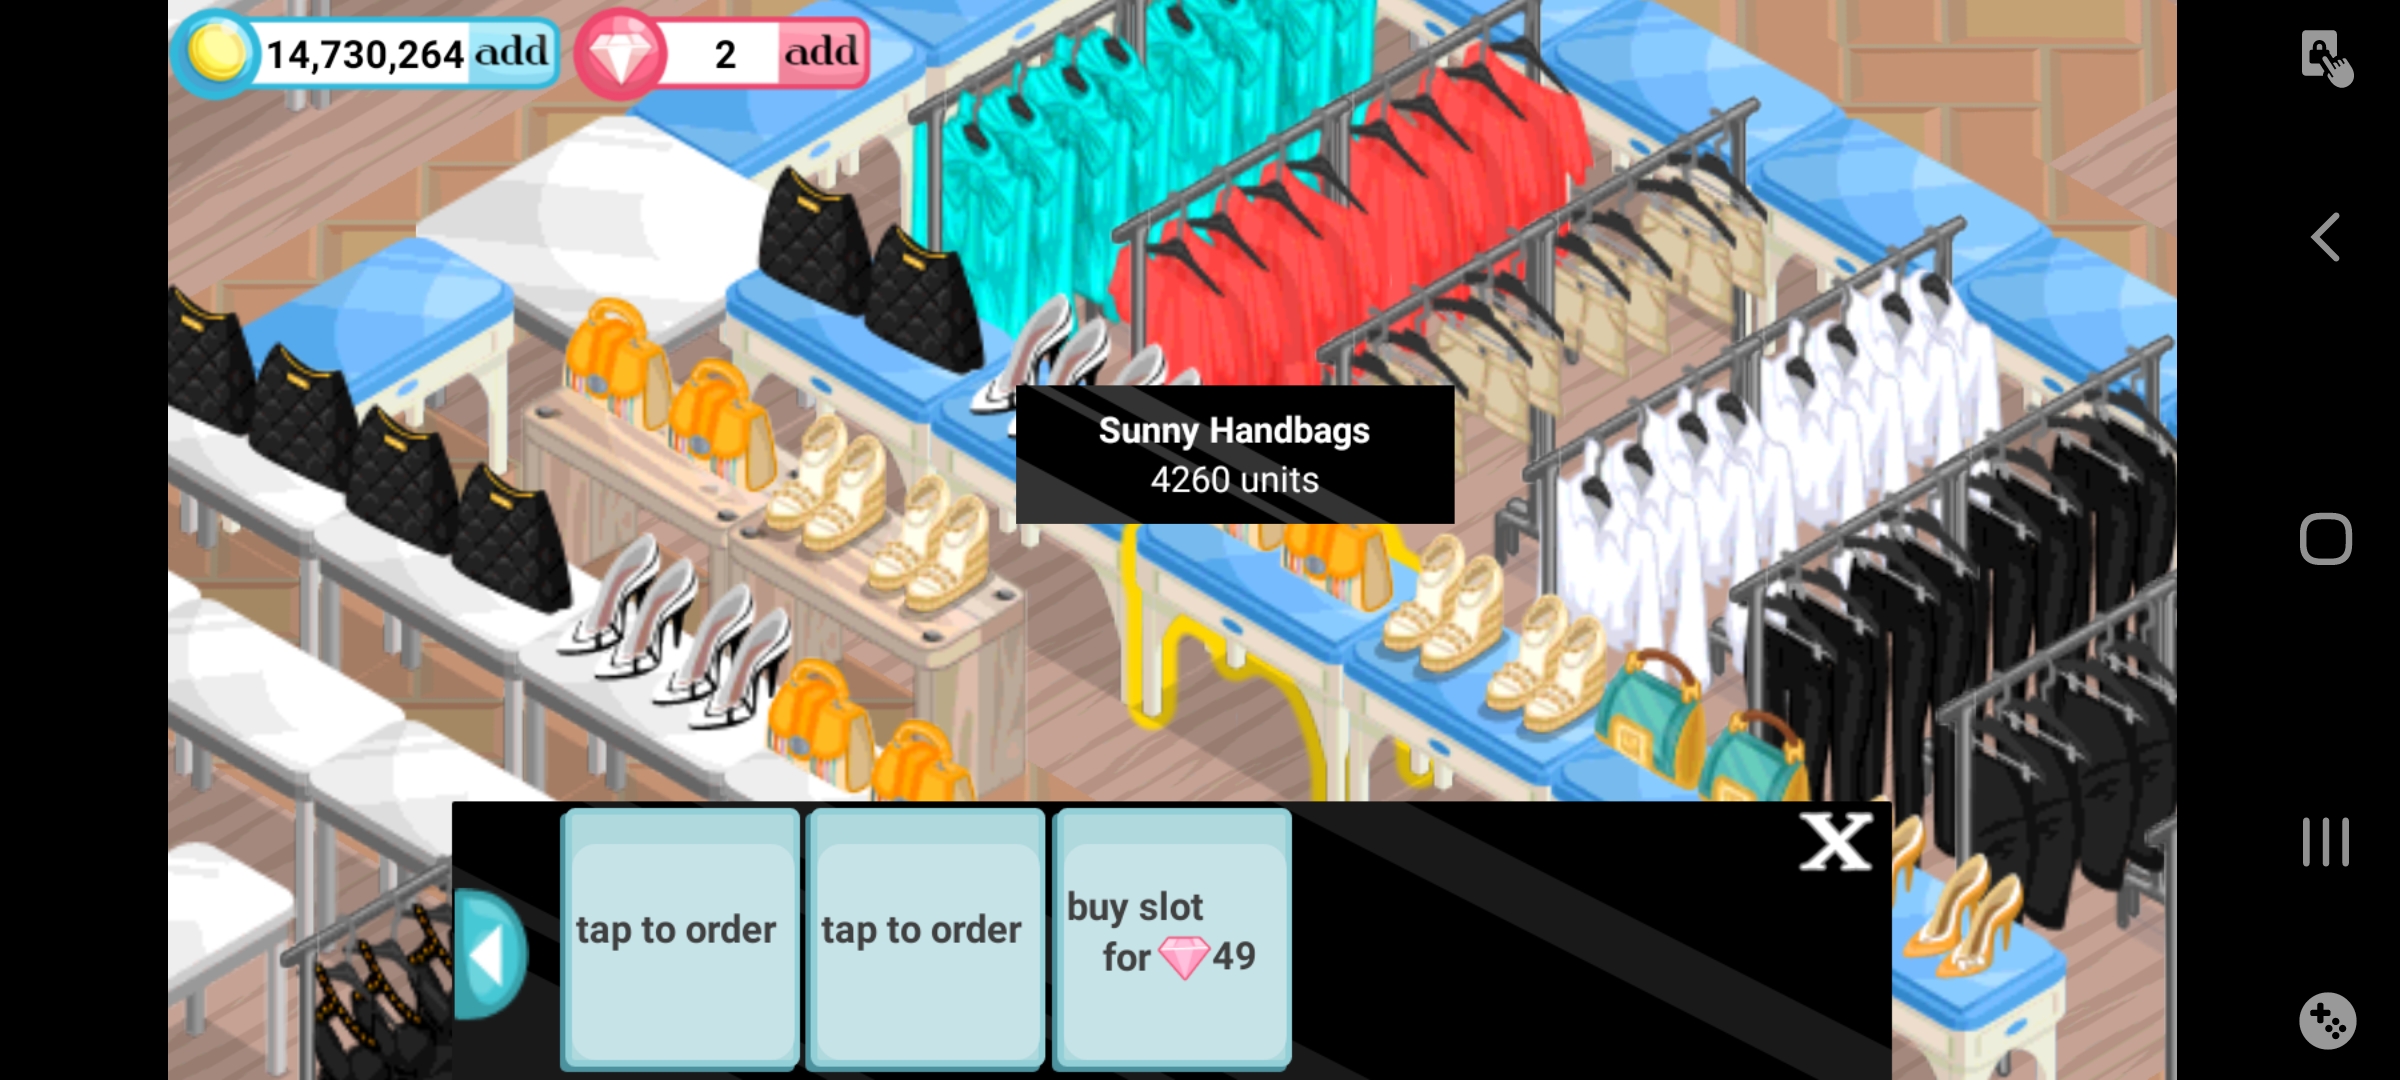 14,730,264 add
2 add
Sunny Handbags
4260 units
tap to order
tap to order
buy slot
for 49
X